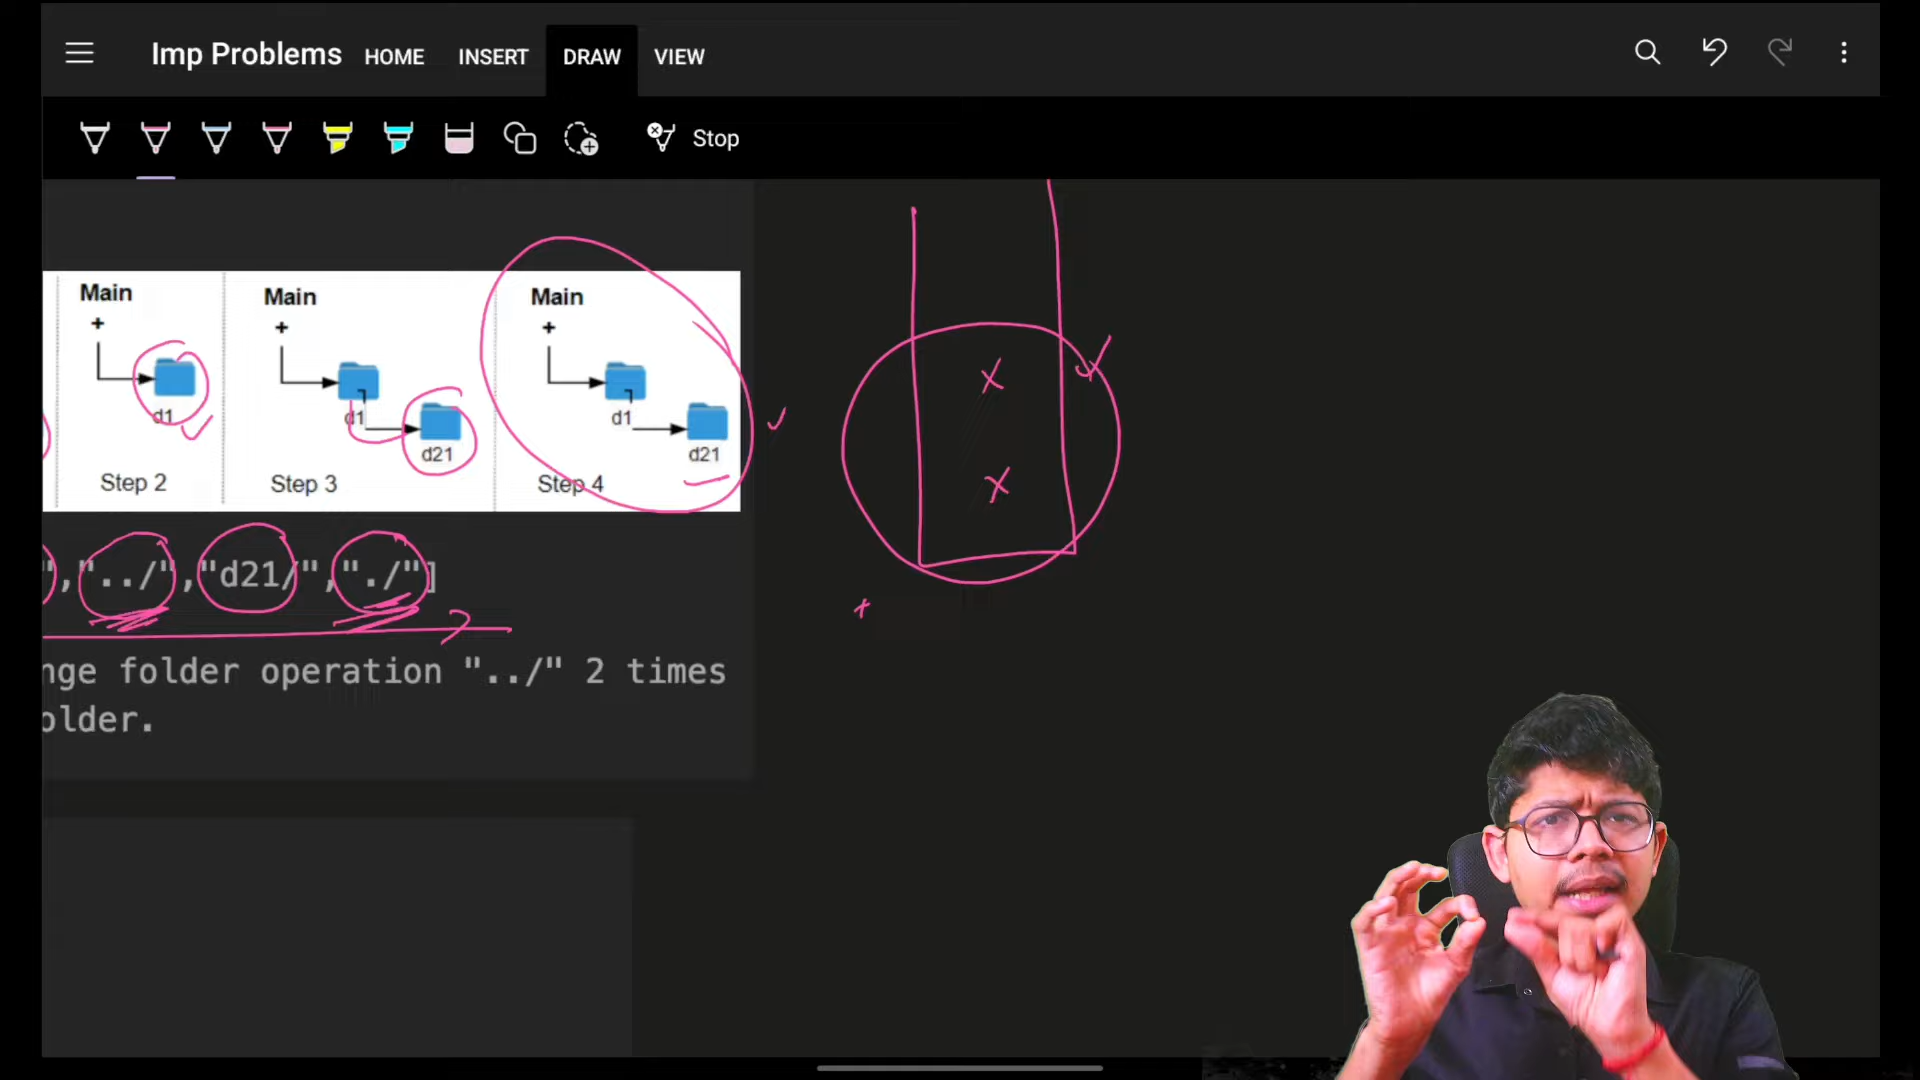 Imp Problems HOME INSERT DRAW VIEW
Stop
Main Main Main
+ + +
d1 d1 d1
d21 d21
Step 2 Step 3 Step 4
","../","d21/","./"]
nge folder operation "../" 2 times
older.
x
x
+